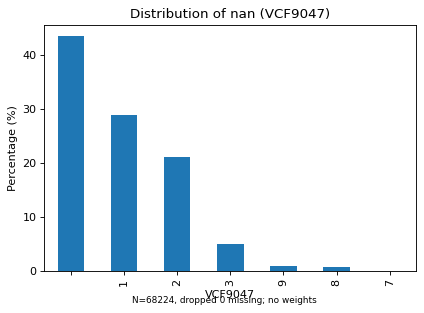 Distribution of nan (VCF9047)
Percentage (%)
40
30
20
10
0
1
2
3
9
8
7
VCF9047
N=68224, dropped 0 missing; no weights